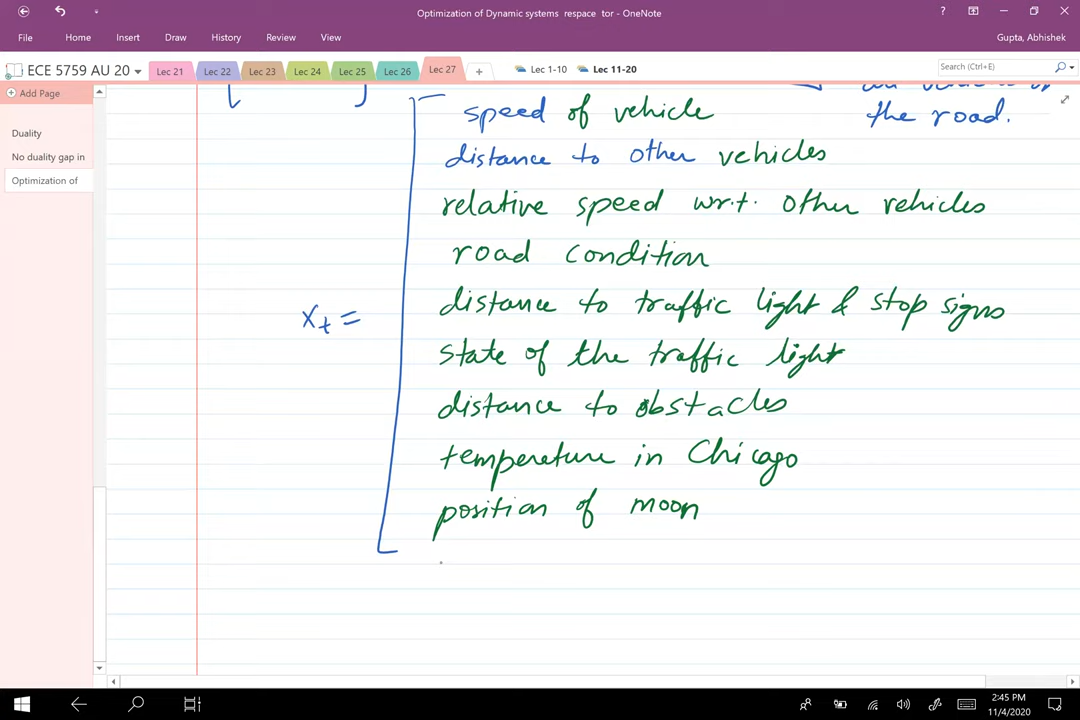 Optimization of Dynamic systems respace tor - OneNote
Gupta, Abhishek
File Home Insert Draw History Review View
ECE 5759 AU 20 Lec 21 Lec 22 Lec 23 Lec 24 Lec 25 Lec 26 Lec 27 Lec 1-10 Lec 11-20 Search (Ctrl+E)
Add Page
Duality
No duality gap in
Optimization of
the road.
speed of vehicle
distance to other vehicles
relative speed w.r.t. other vehicles
road condition
xt =
distance to traffic light & stop signs
state of the traffic light
distance to obstacles
temperature in Chicago
position of moon
2:45 PM
11/4/2020